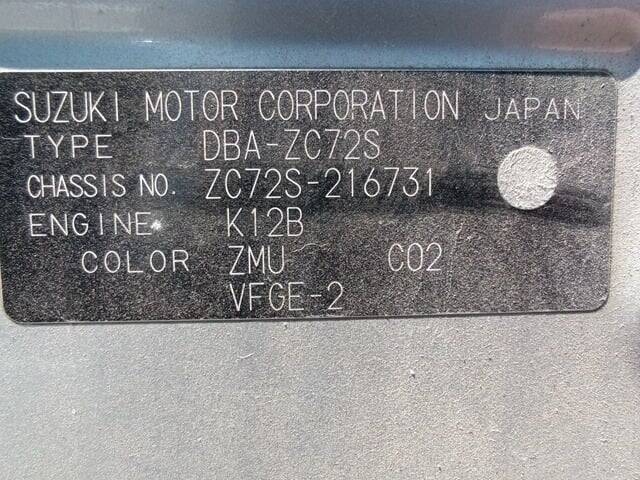 SUZUKI MOTOR CORPORATION JAPAN
TYPE DBA-ZC72S
CHASSIS NO. ZC72S-216731
ENGINE K12B
COLOR ZMU C02
VFGE-2